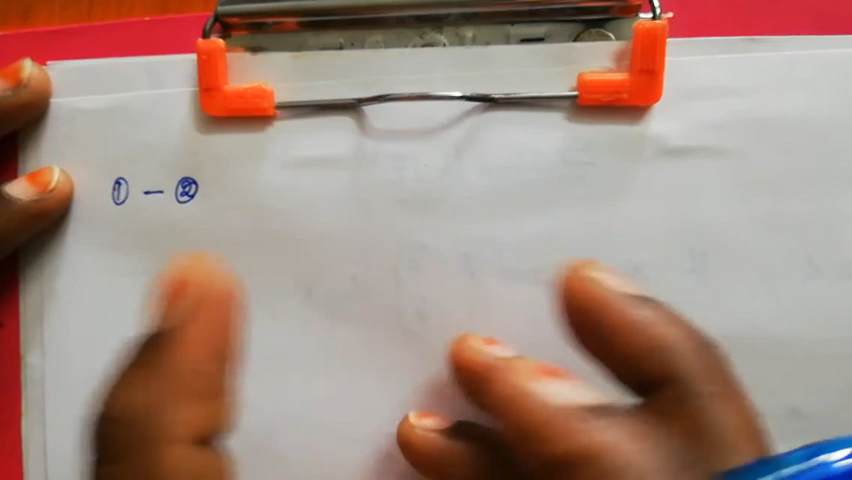 ① - ②